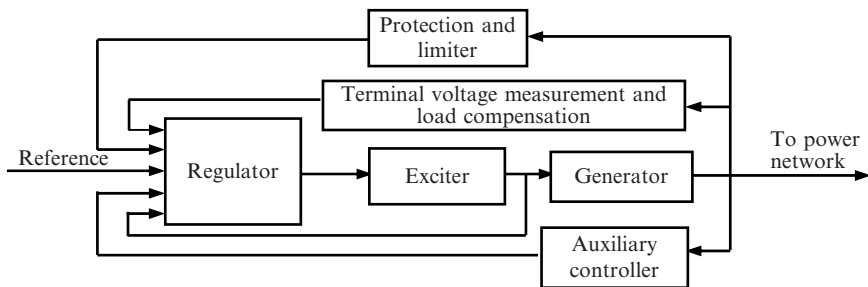 Protection and
limiter
Terminal voltage measurement and
load compensation
To power
network
Reference
Regulator
Exciter
Generator
Auxiliary
controller